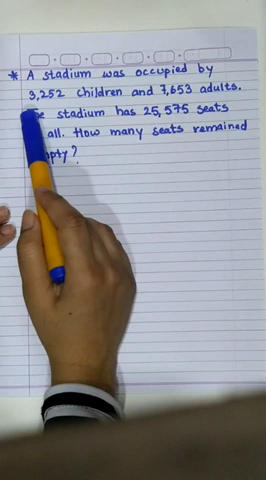 * A stadium was occupied by
3,252 children and 7,653 adults.
stadium has 25,575 seats
all. How many seats remained
?